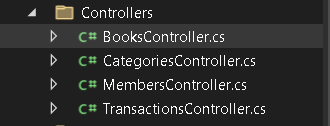 Controllers
C# BooksController.cs
C# CategoriesController.cs
C# MembersController.cs
C# TransactionsController.cs